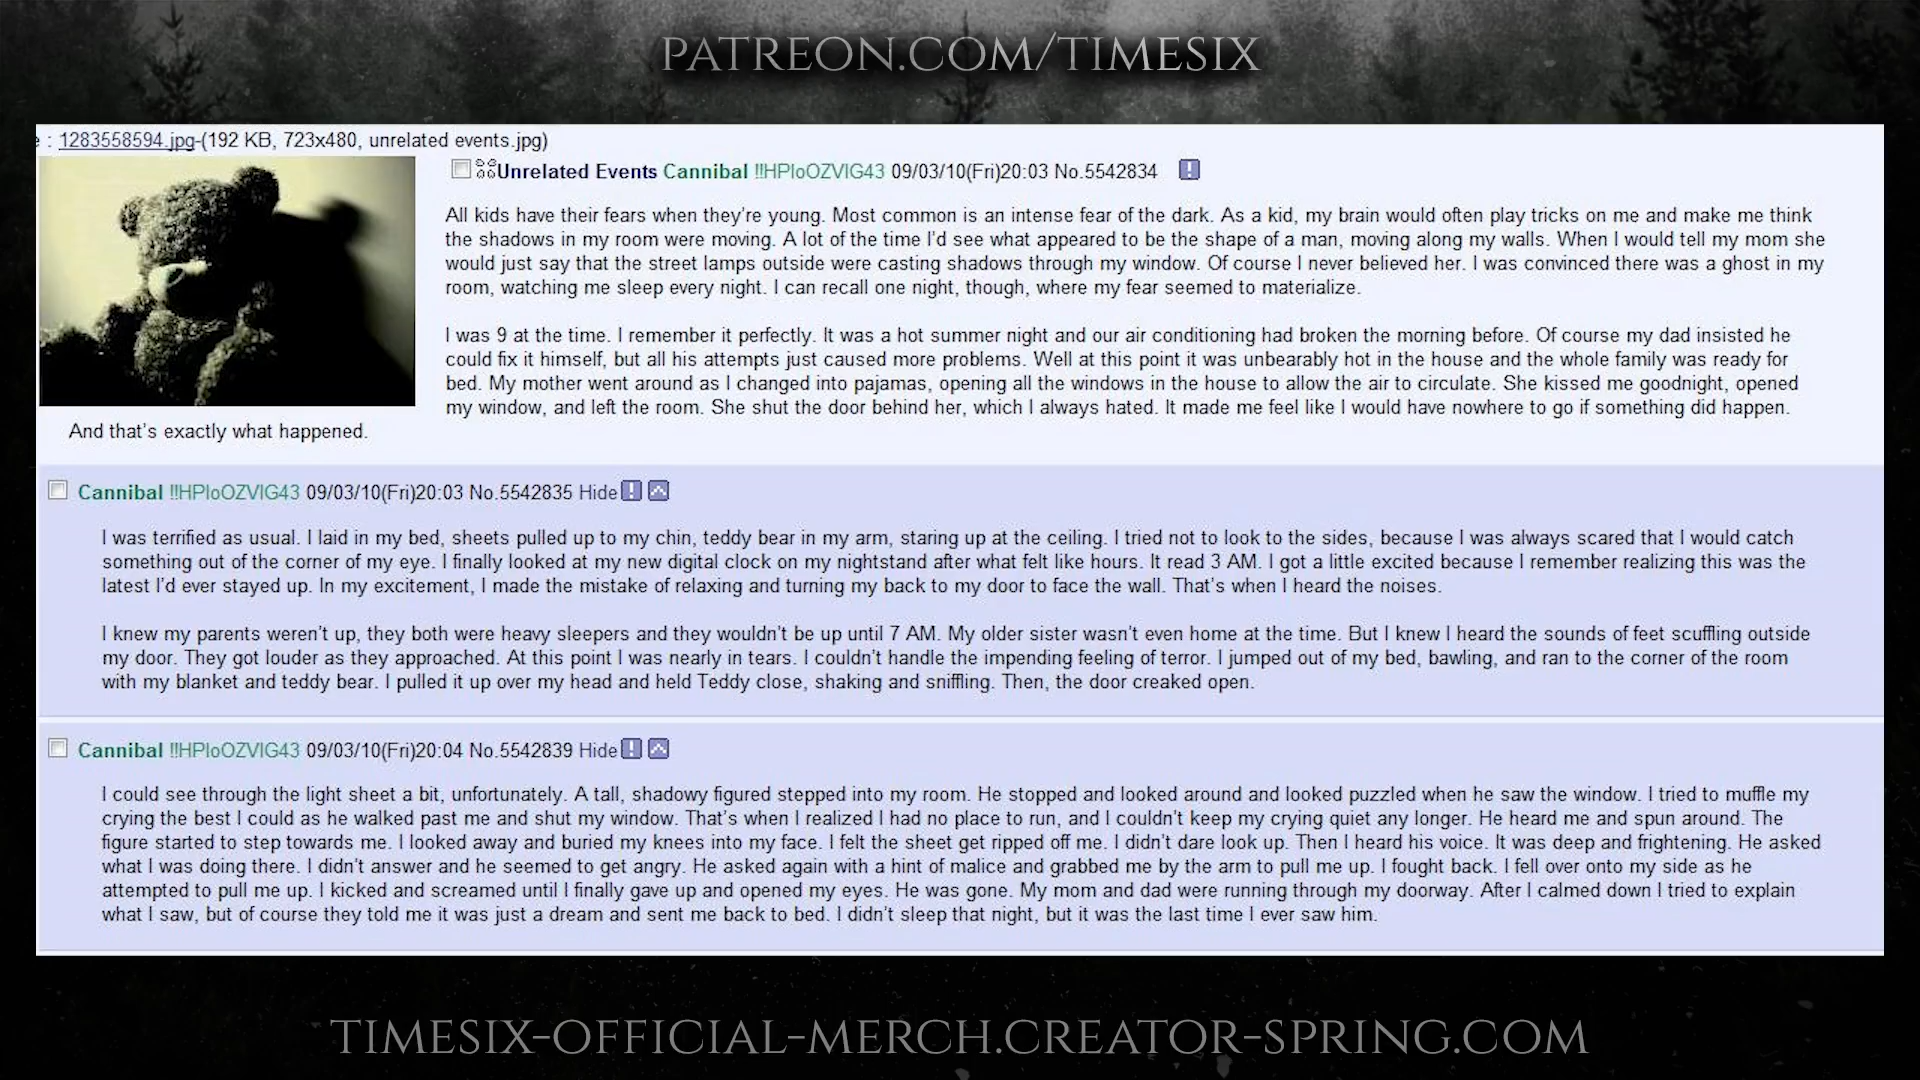 PATREON.COM/TIMESIX
e : 1283558594.jpg-(192 KB, 723x480, unrelated events.jpg)
Unrelated Events Cannibal !!HPIoOZVIG43 09/03/10(Fri)20:03 No.5542834
All kids have their fears when they're young. Most common is an intense fear of the dark. As a kid, my brain would often play tricks on me and make me think
the shadows in my room were moving. A lot of the time I'd see what appeared to be the shape of a man, moving along my walls. When I would tell my mom she
would just say that the street lamps outside were casting shadows through my window. Of course I never believed her. I was convinced there was a ghost in my
room, watching me sleep every night. I can recall one night, though, where my fear seemed to materialize.
I was 9 at the time. I remember it perfectly. It was a hot summer night and our air conditioning had broken the morning before. Of course my dad insisted he
could fix it himself, but all his attempts just caused more problems. Well at this point it was unbearably hot in the house and the whole family was ready for
bed. My mother went around as I changed into pajamas, opening all the windows in the house to allow the air to circulate. She kissed me goodnight, opened
my window, and left the room. She shut the door behind her, which I always hated. It made me feel like I would have nowhere to go if something did happen.
And that's exactly what happened.
Cannibal !!HPIoOZVIG43 09/03/10(Fri)20:03 No.5542835 Hide
I was terrified as usual. I laid in my bed, sheets pulled up to my chin, teddy bear in my arm, staring up at the ceiling. I tried not to look to the sides, because I was always scared that I would catch
something out of the corner of my eye. I finally looked at my new digital clock on my nightstand after what felt like hours. It read 3 AM. I got a little excited because I remember realizing this was the
latest I'd ever stayed up. In my excitement, I made the mistake of relaxing and turning my back to my door to face the wall. That's when I heard the noises.
I knew my parents weren't up, they both were heavy sleepers and they wouldn't be up until 7 AM. My older sister wasn't even home at the time. But I knew I heard the sounds of feet scuffling outside
my door. They got louder as they approached. At this point I was nearly in tears. I couldn't handle the impending feeling of terror. I jumped out of my bed, bawling, and ran to the corner of the room
with my blanket and teddy bear. I pulled it up over my head and held Teddy close, shaking and sniffling. Then, the door creaked open.
Cannibal !!HPIoOZVIG43 09/03/10(Fri)20:04 No.5542839 Hide
I could see through the light sheet a bit, unfortunately. A tall, shadowy figured stepped into my room. He stopped and looked around and looked puzzled when he saw the window. I tried to muffle my
crying the best I could as he walked past me and shut my window. That's when I realized I had no place to run, and I couldn't keep my crying quiet any longer. He heard me and spun around. The
figure started to step towards me. I looked away and buried my knees into my face. I felt the sheet get ripped off me. I didn't dare look up. Then I heard his voice. It was deep and frightening. He asked
what I was doing there. I didn't answer and he seemed to get angry. He asked again with a hint of malice and grabbed me by the arm to pull me up. I fought back. I fell over onto my side as he
attempted to pull me up. I kicked and screamed until I finally gave up and opened my eyes. He was gone. My mom and dad were running through my doorway. After I calmed down I tried to explain
what I saw, but of course they told me it was just a dream and sent me back to bed. I didn't sleep that night, but it was the last time I ever saw him.
TIMESIX-OFFICIAL-MERCH.CREATOR-SPRING.COM